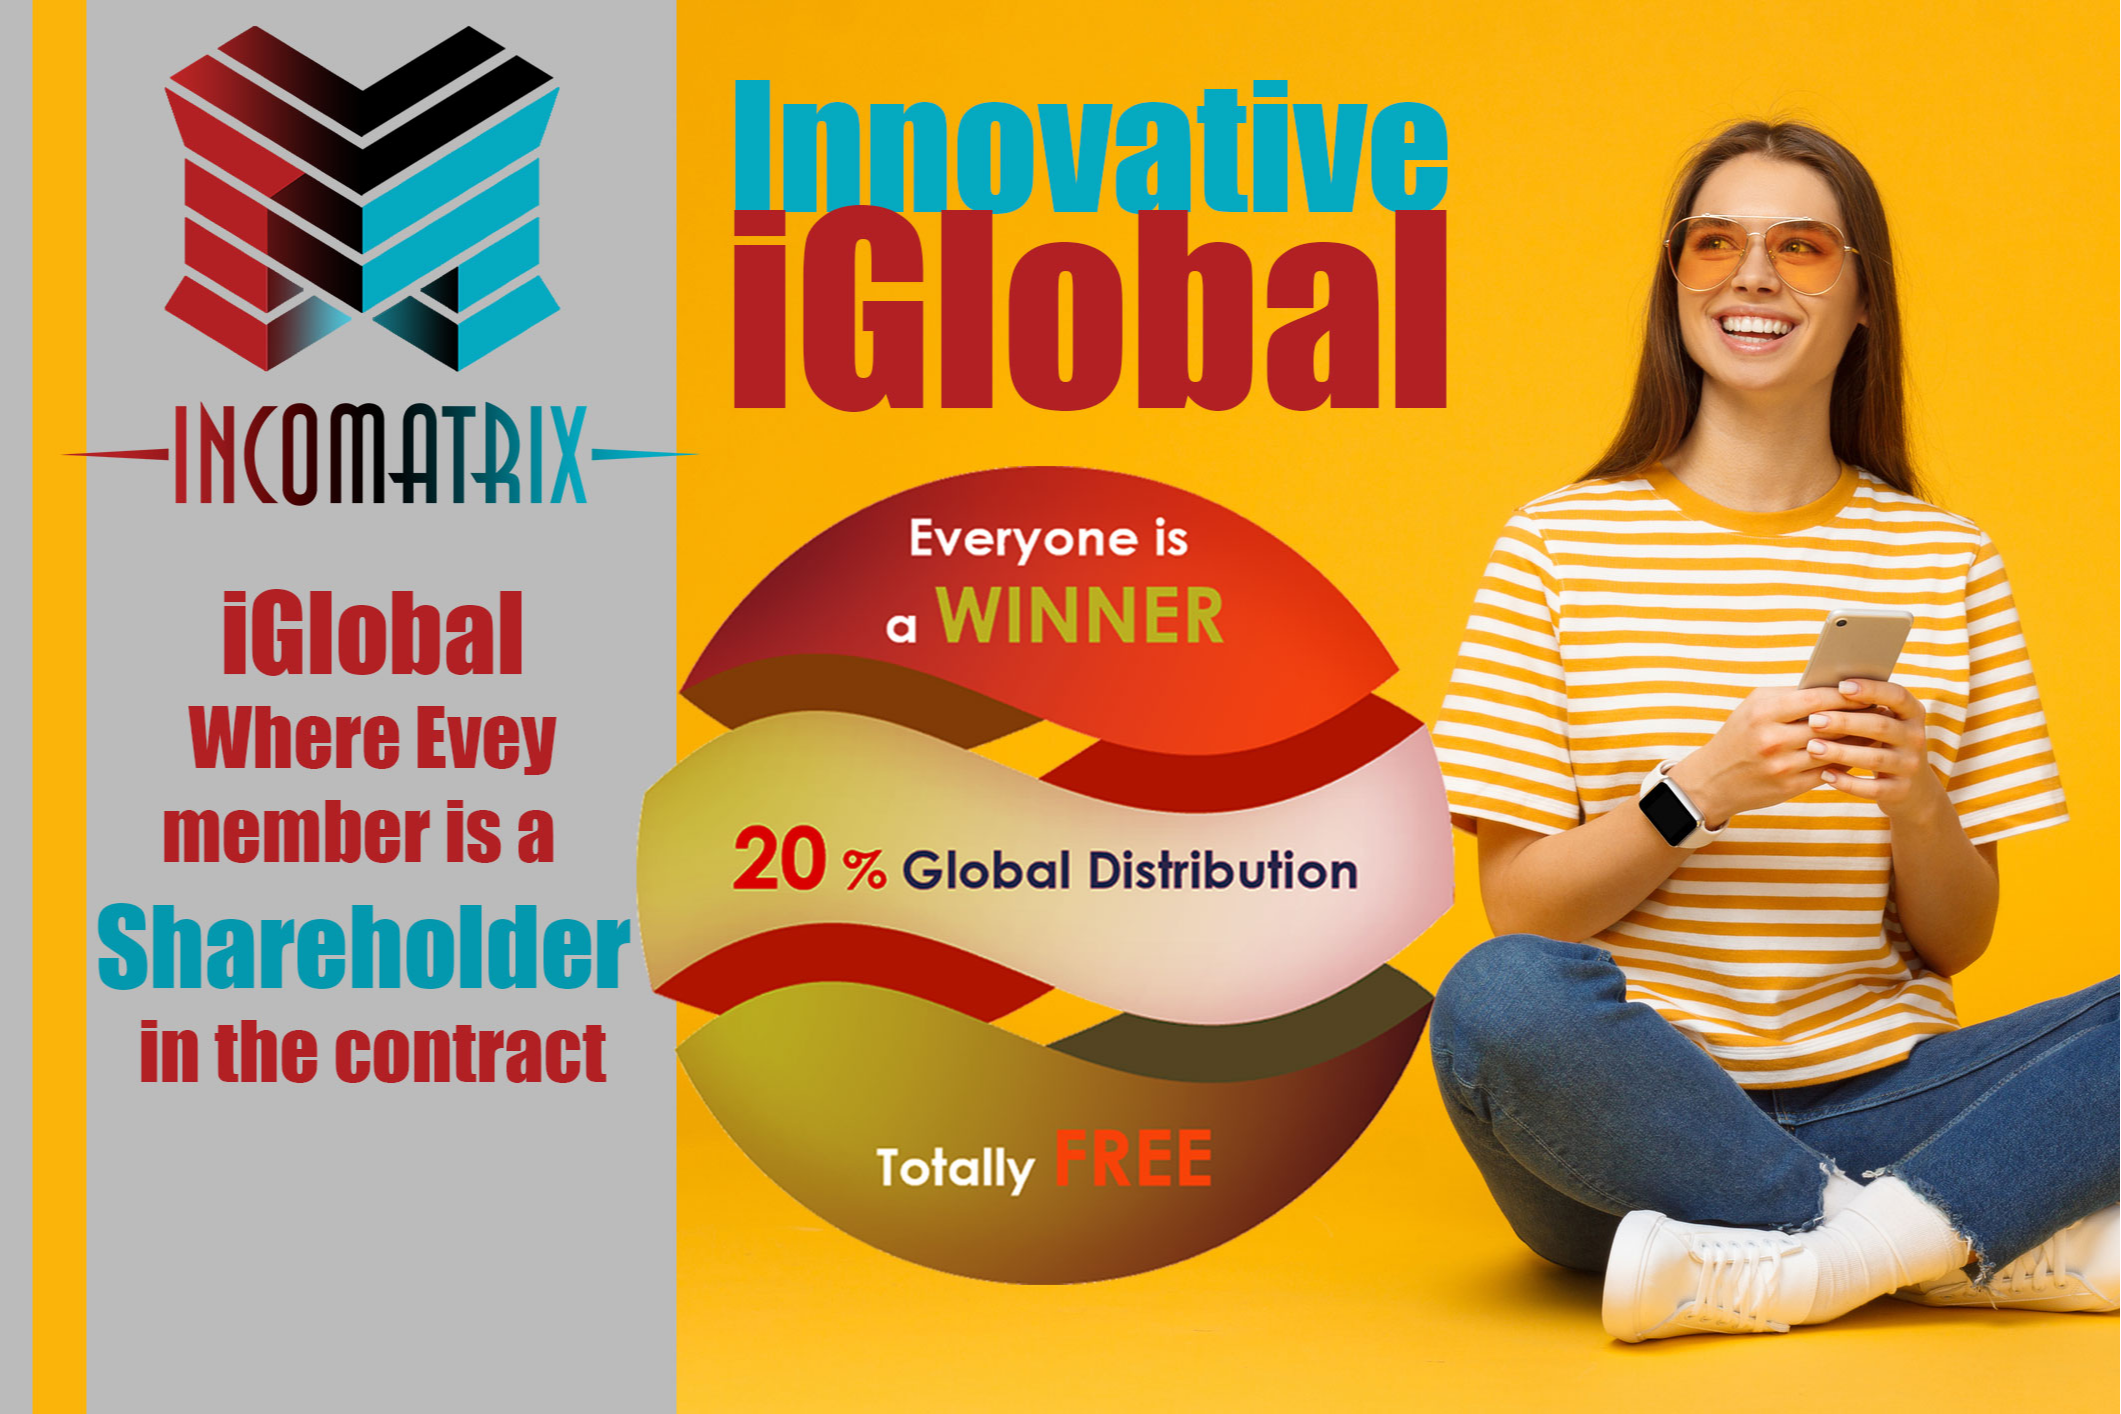 INCOMATRIX
iGlobal
Where Evey
member is a
Shareholder
in the contract
Innovative
iGlobal
Everyone is
a WINNER
20 % Global Distribution
Totally FREE